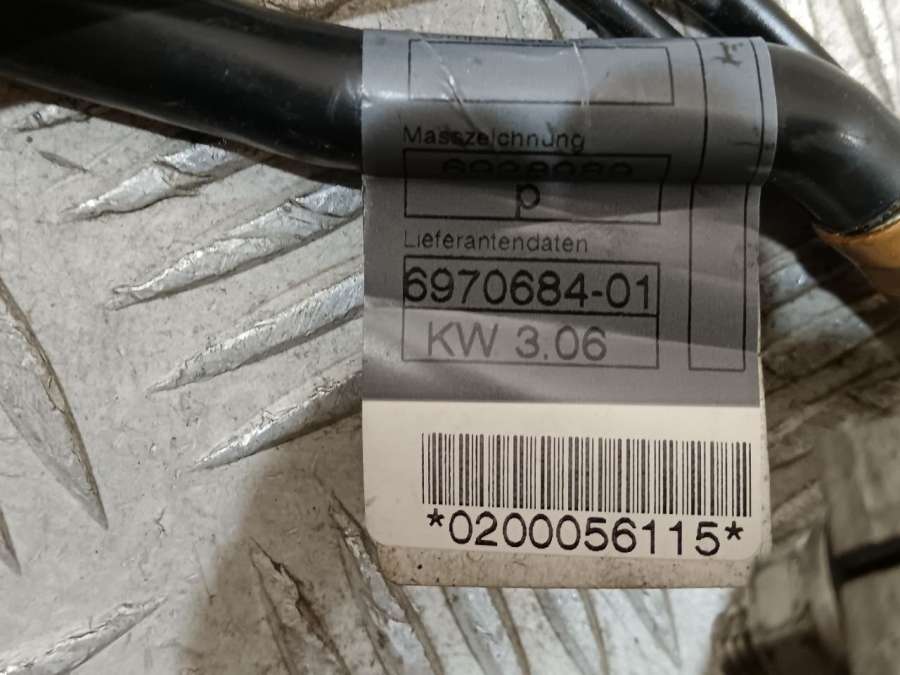 Masszeichnung
p
Lieferantendaten
6970684-01
KW 3.06
*0200056115*